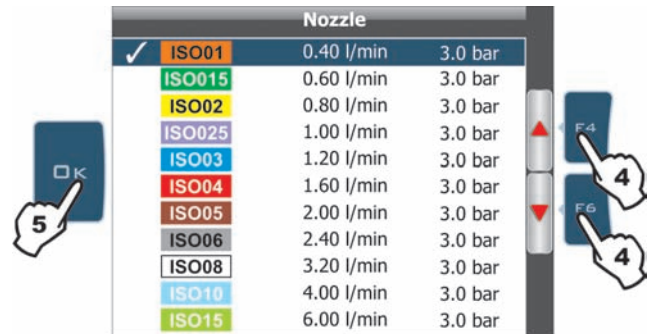 Nozzle
✓ ISO01 0.40 l/min 3.0 bar
ISO015 0.60 l/min 3.0 bar
ISO02 0.80 l/min 3.0 bar
ISO025 1.00 l/min 3.0 bar
ISO03 1.20 l/min 3.0 bar
ISO04 1.60 l/min 3.0 bar
ISO05 2.00 l/min 3.0 bar
ISO06 2.40 l/min 3.0 bar
ISO08 3.20 l/min 3.0 bar
ISO10 4.00 l/min 3.0 bar
ISO15 6.00 l/min 3.0 bar
OK
5
F4
4
F6
4